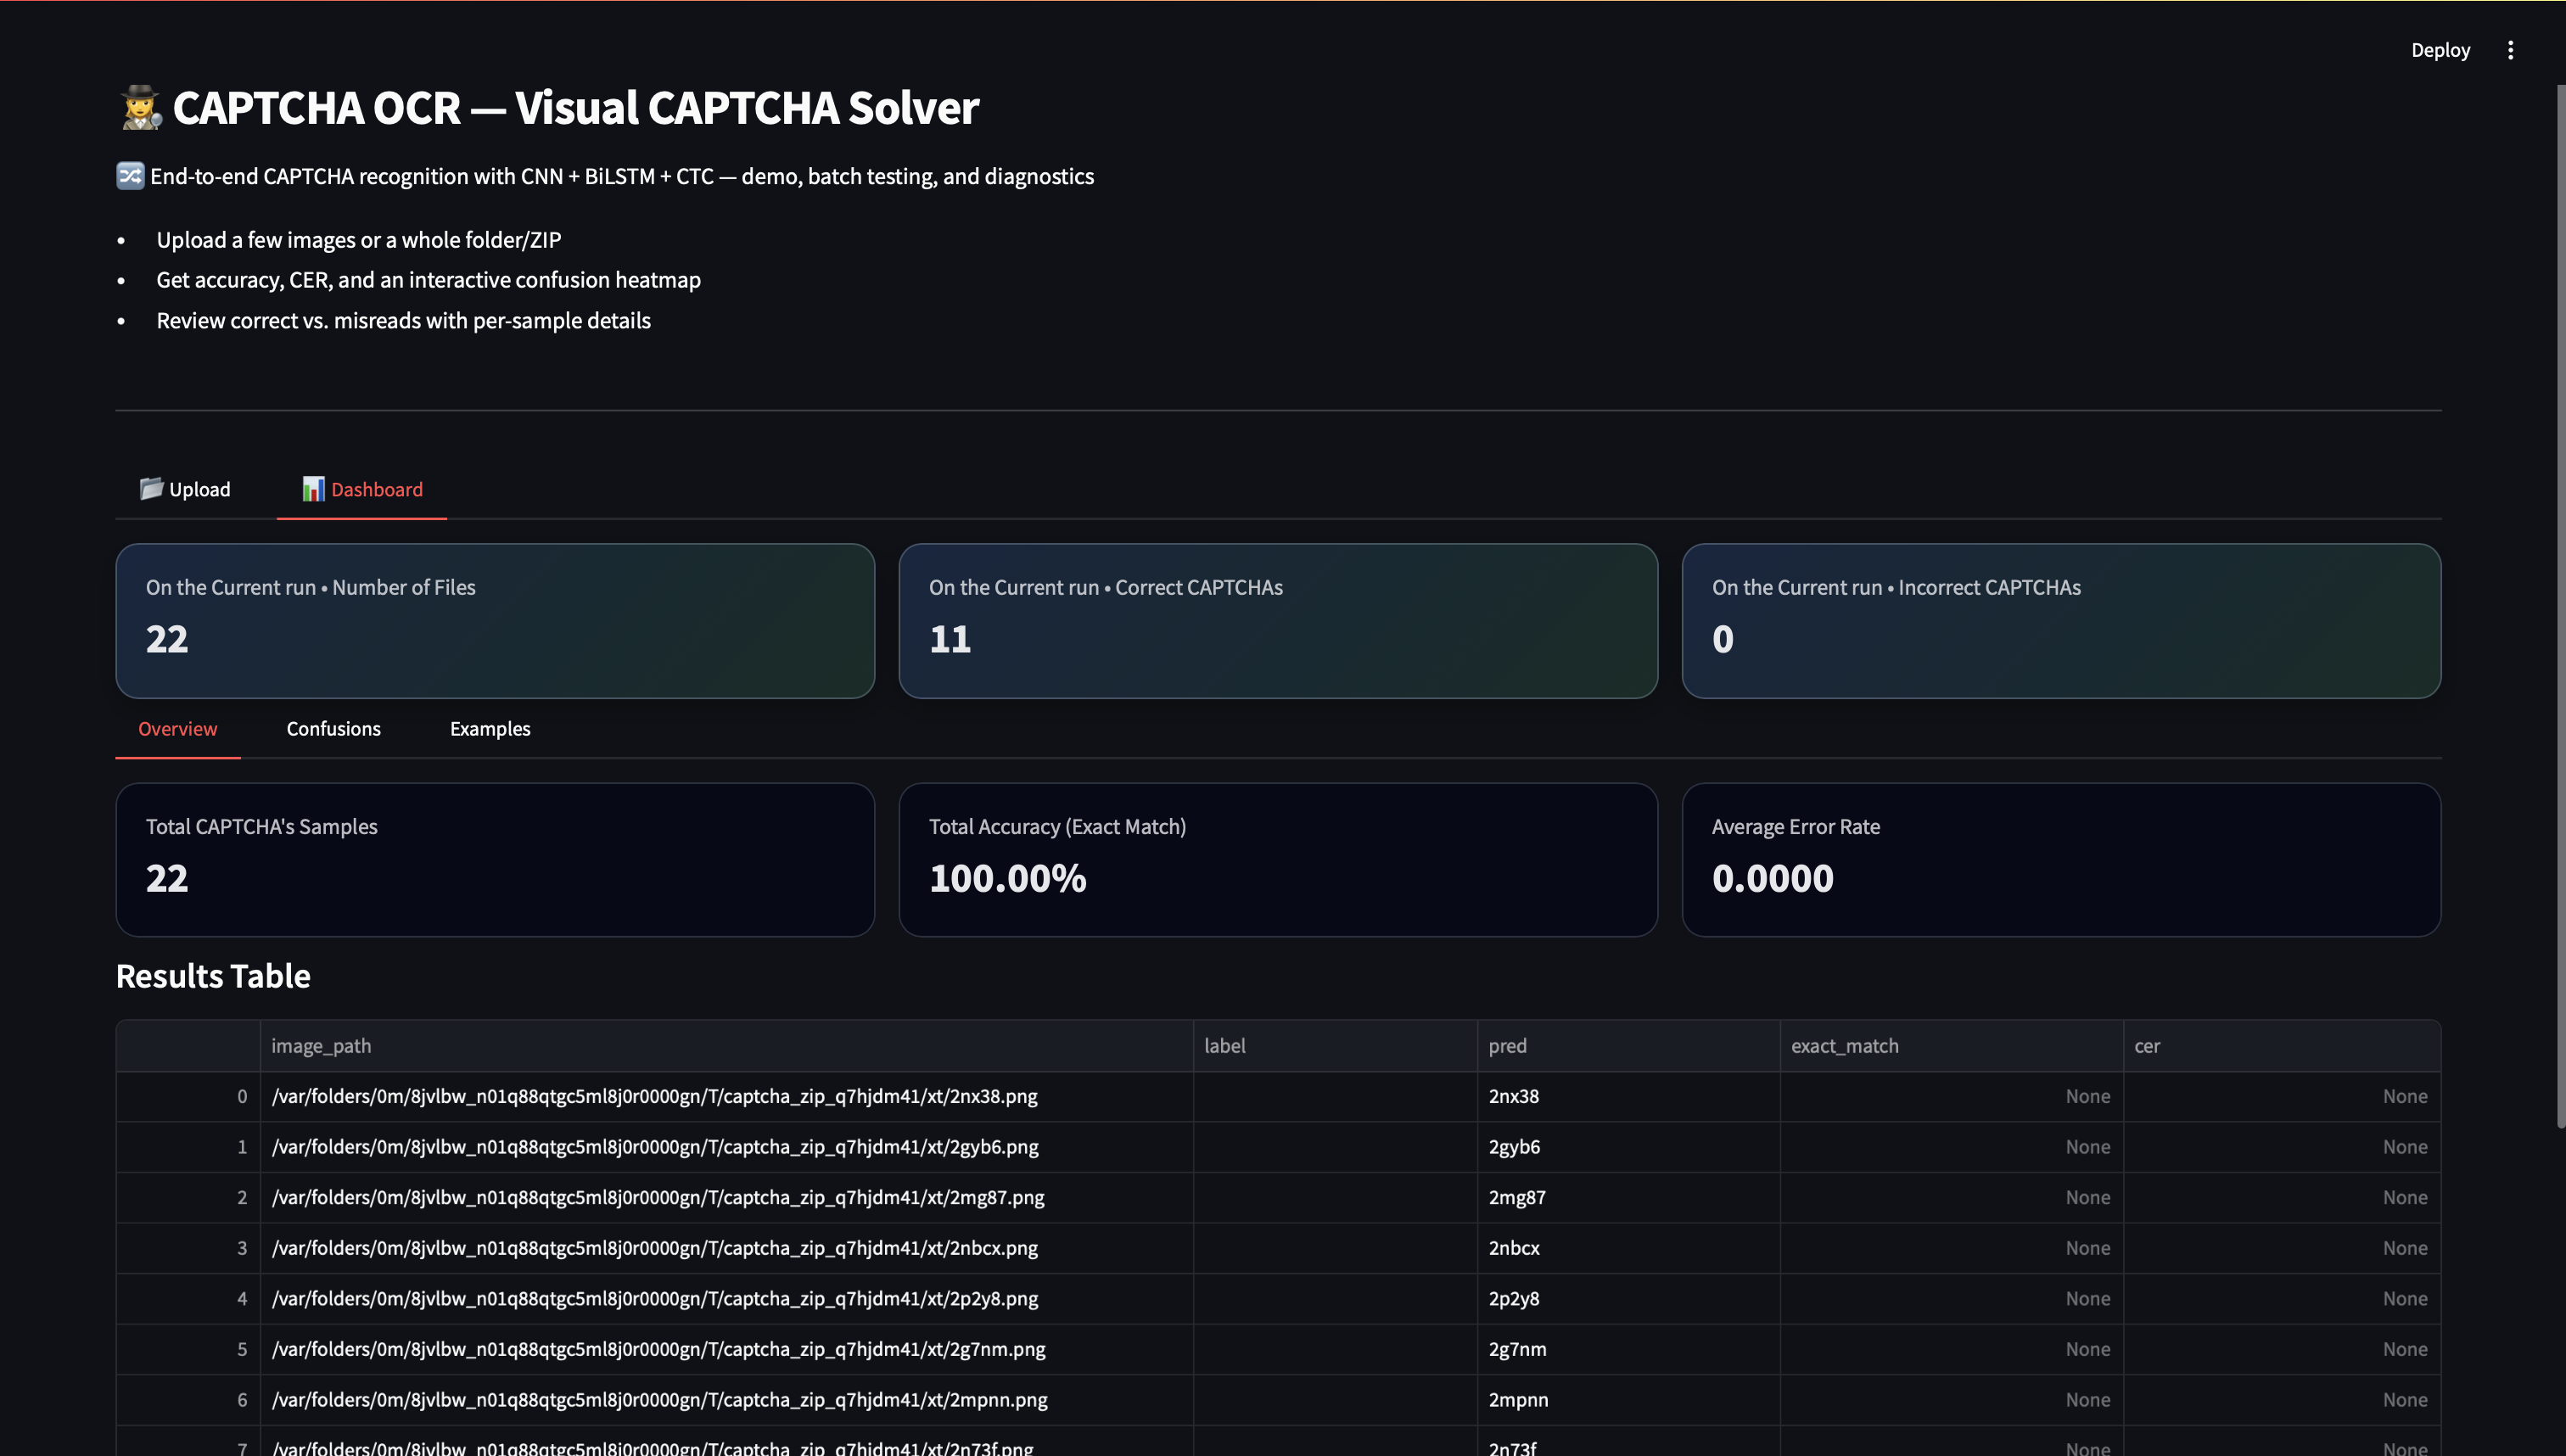 Deploy
CAPTCHA OCR — Visual CAPTCHA Solver
End-to-end CAPTCHA recognition with CNN + BiLSTM + CTC — demo, batch testing, and diagnostics
• Upload a few images or a whole folder/ZIP
• Get accuracy, CER, and an interactive confusion heatmap
• Review correct vs. misreads with per-sample details
Upload Dashboard
On the Current run • Number of Files On the Current run • Correct CAPTCHAs On the Current run • Incorrect CAPTCHAs
22 11 0
Overview Confusions Examples
Total CAPTCHA's Samples Total Accuracy (Exact Match) Average Error Rate
22 100.00% 0.0000
Results Table
image_path label pred exact_match cer
0 /var/folders/0m/8jvlbw_n01q88qtgc5ml8j0r0000gn/T/captcha_zip_q7hjdm41/xt/2nx38.png 2nx38 None None
1 /var/folders/0m/8jvlbw_n01q88qtgc5ml8j0r0000gn/T/captcha_zip_q7hjdm41/xt/2gyb6.png 2gyb6 None None
2 /var/folders/0m/8jvlbw_n01q88qtgc5ml8j0r0000gn/T/captcha_zip_q7hjdm41/xt/2mg87.png 2mg87 None None
3 /var/folders/0m/8jvlbw_n01q88qtgc5ml8j0r0000gn/T/captcha_zip_q7hjdm41/xt/2nbcx.png 2nbcx None None
4 /var/folders/0m/8jvlbw_n01q88qtgc5ml8j0r0000gn/T/captcha_zip_q7hjdm41/xt/2p2y8.png 2p2y8 None None
5 /var/folders/0m/8jvlbw_n01q88qtgc5ml8j0r0000gn/T/captcha_zip_q7hjdm41/xt/2g7nm.png 2g7nm None None
6 /var/folders/0m/8jvlbw_n01q88qtgc5ml8j0r0000gn/T/captcha_zip_q7hjdm41/xt/2mpnn.png 2mpnn None None
7 /var/folders/0m/8jvlbw_n01q88qtgc5ml8j0r0000gn/T/captcha_zip_q7hjdm41/xt/2n73f.png 2n73f None None